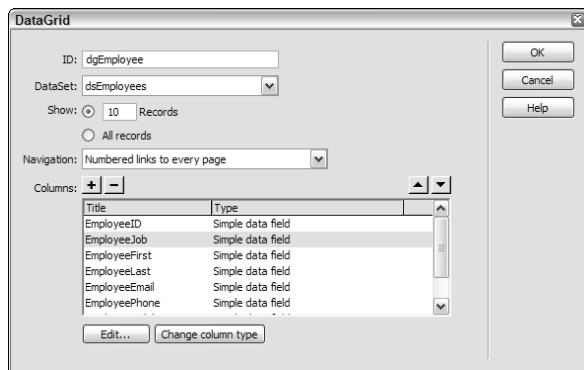 DataGrid
ID: dgEmployee
DataSet: dsEmployees
Show: 10 Records
All records
Navigation: Numbered links to every page
Columns: + −
Title Type
EmployeeID Simple data field
EmployeeJob Simple data field
EmployeeFirst Simple data field
EmployeeLast Simple data field
EmployeeEmail Simple data field
EmployeePhone Simple data field
Edit... Change column type
OK
Cancel
Help